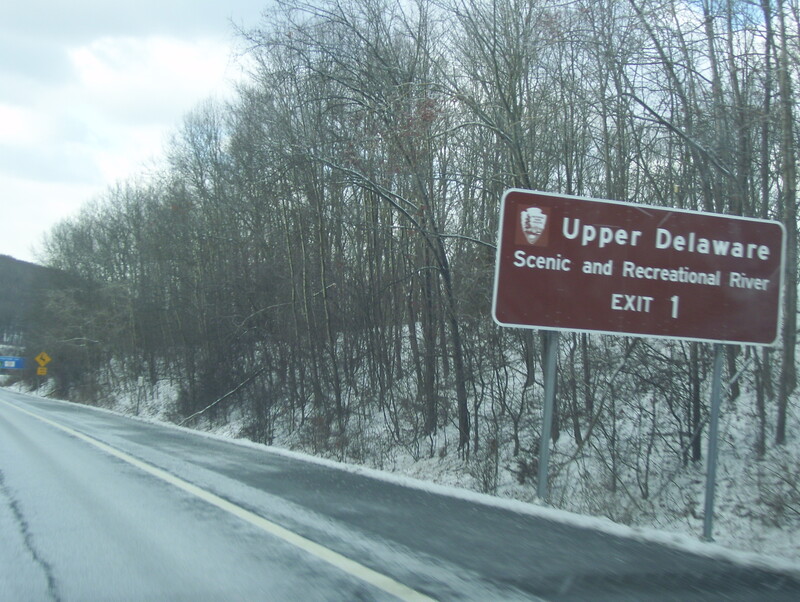 Upper Delaware
Scenic and Recreational River
EXIT 1